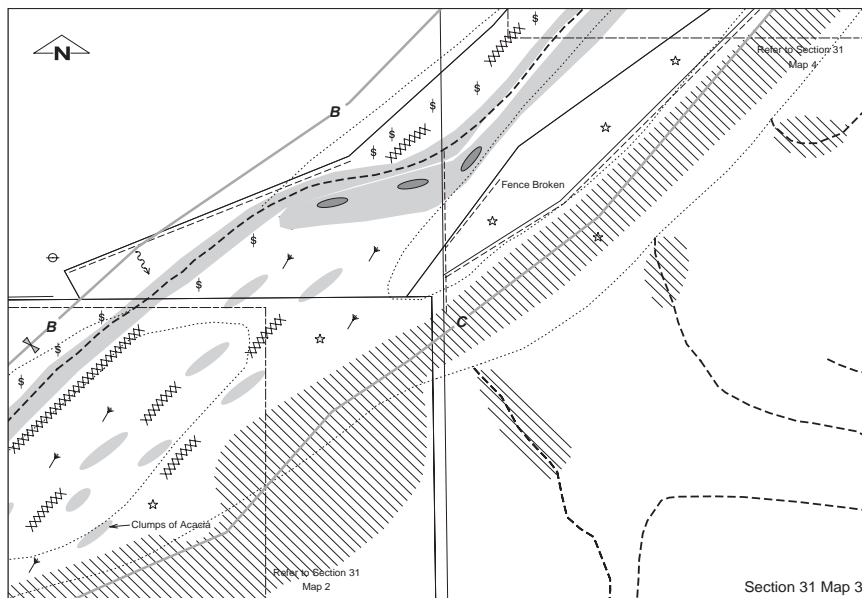 N
Refer to Section 31
Map 4
B
Fence Broken
B
C
Clumps of Acacia
Refer to Section 31
Map 2
Section 31 Map 3